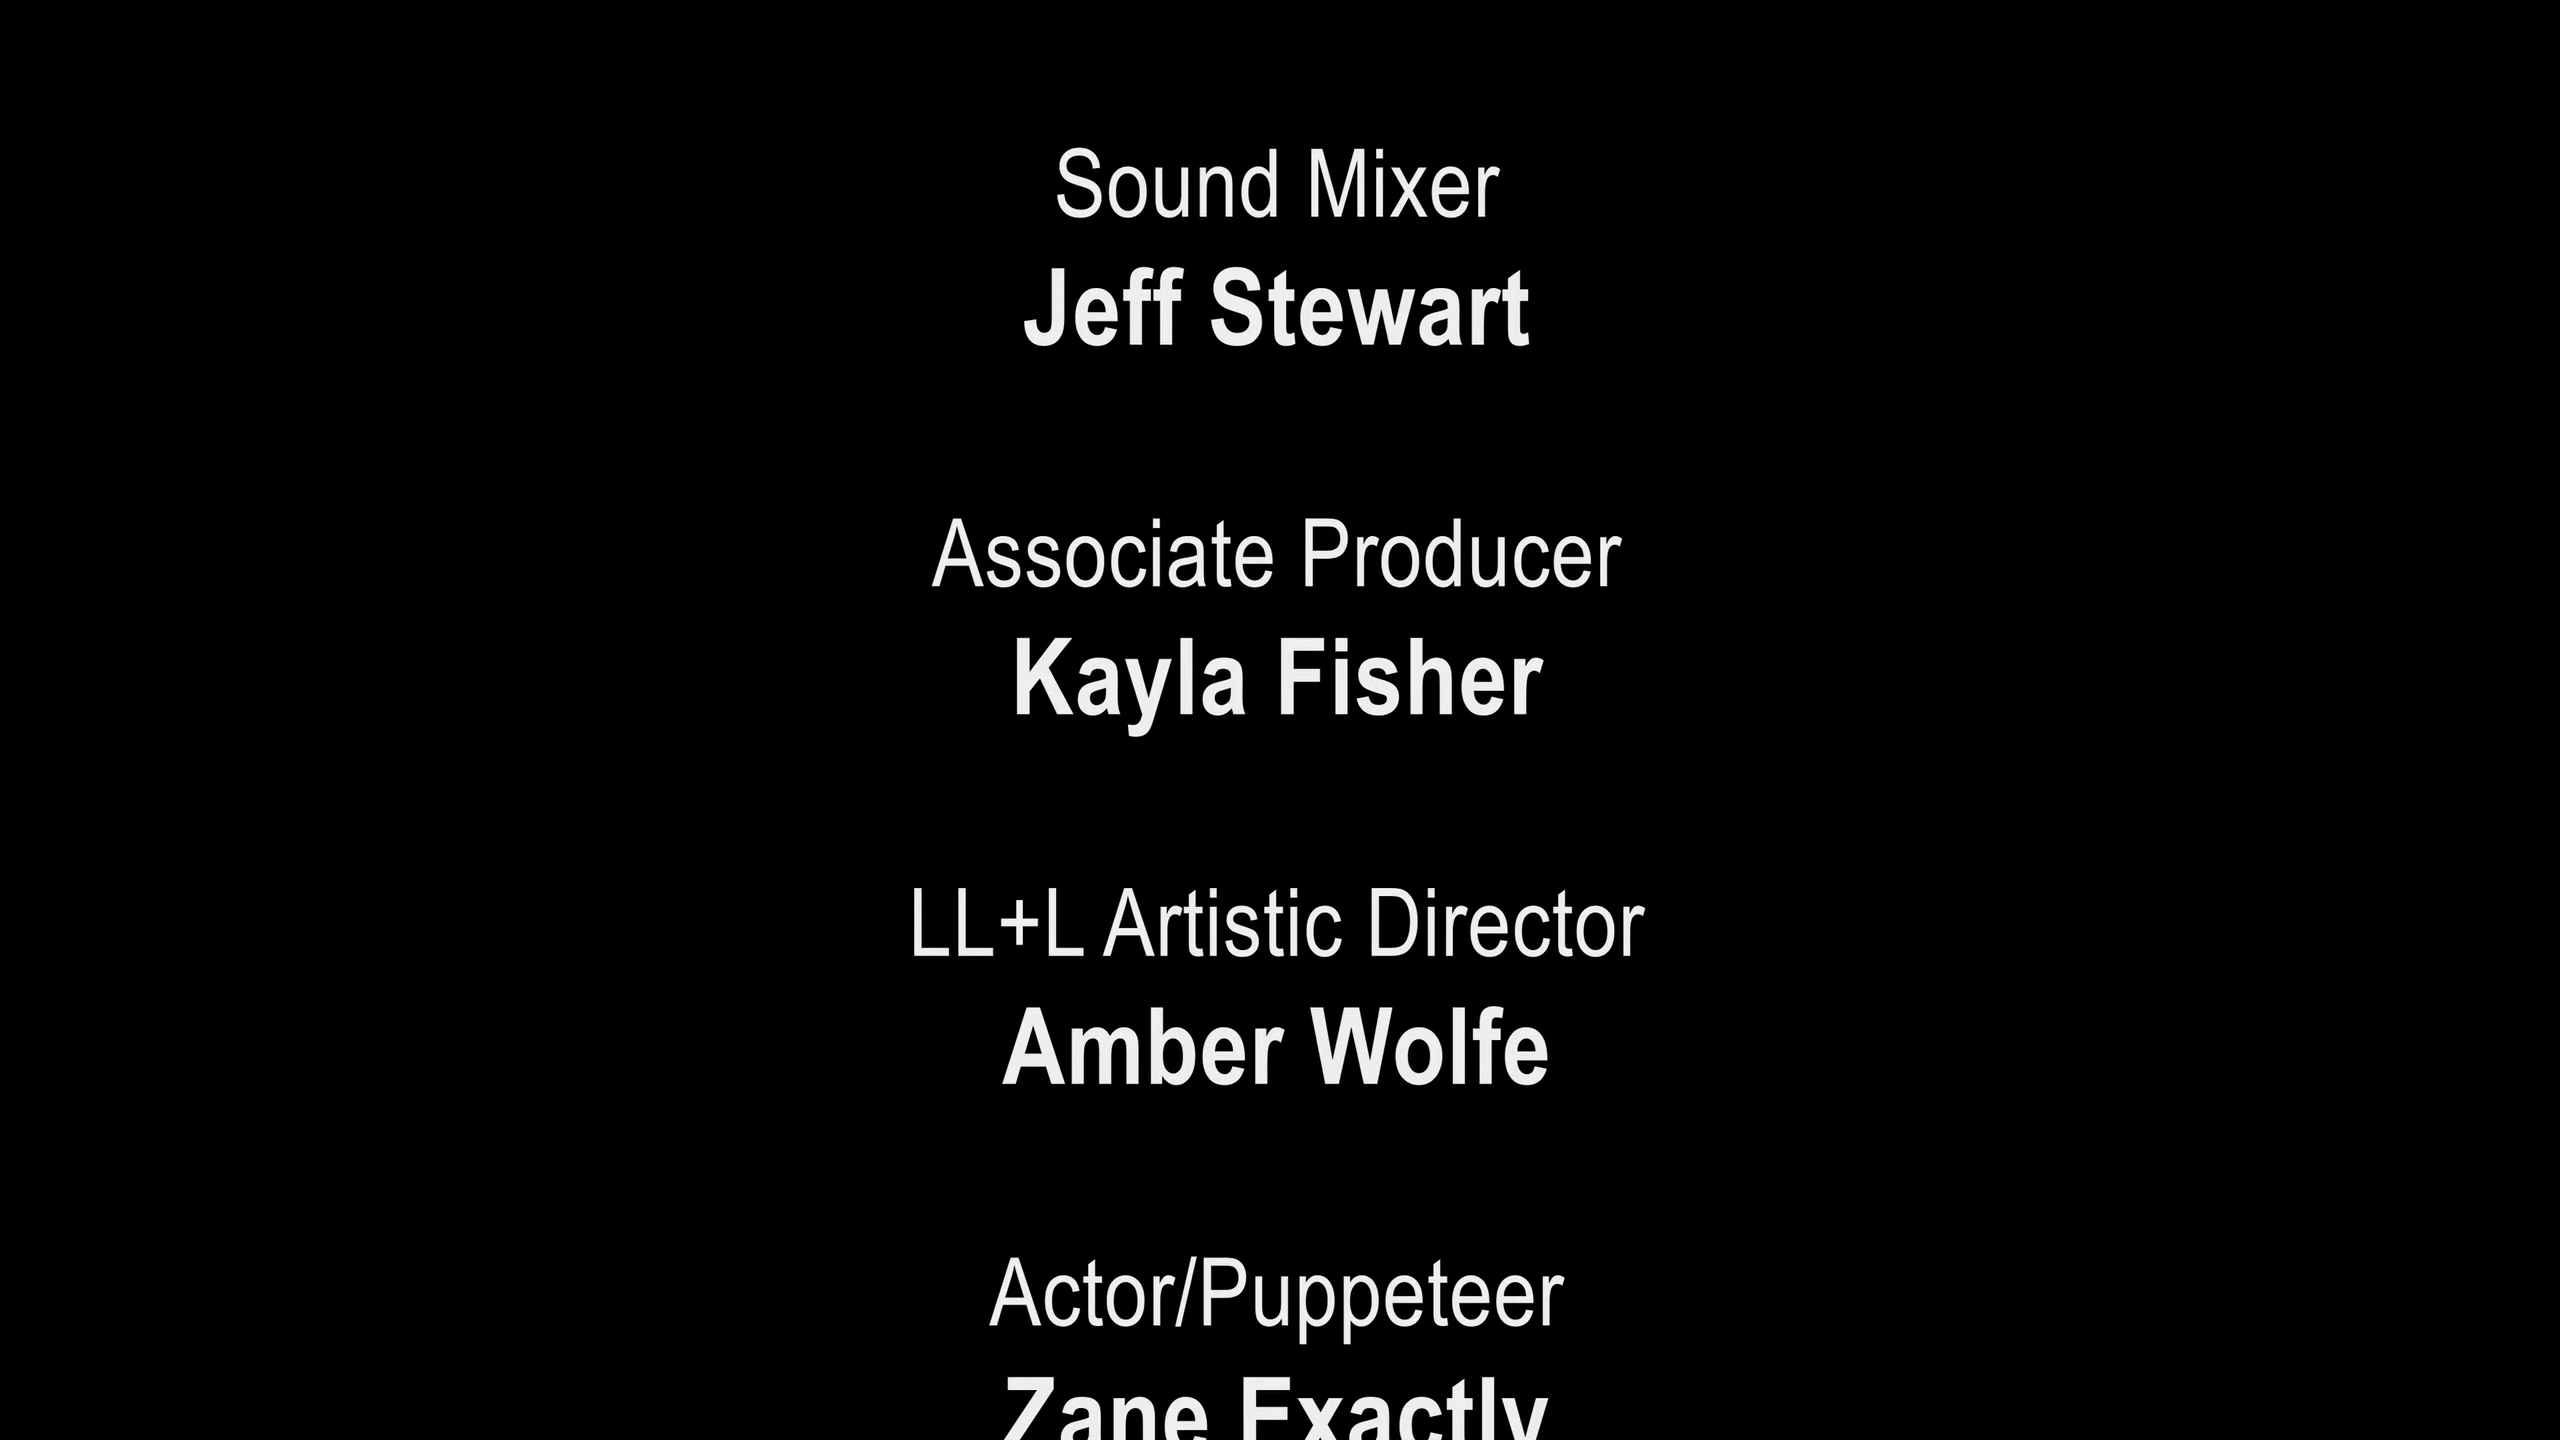 Sound Mixer
Jeff Stewart
Associate Producer
Kayla Fisher
LL+L Artistic Director
Amber Wolfe
Actor/Puppeteer
Zane Exactly